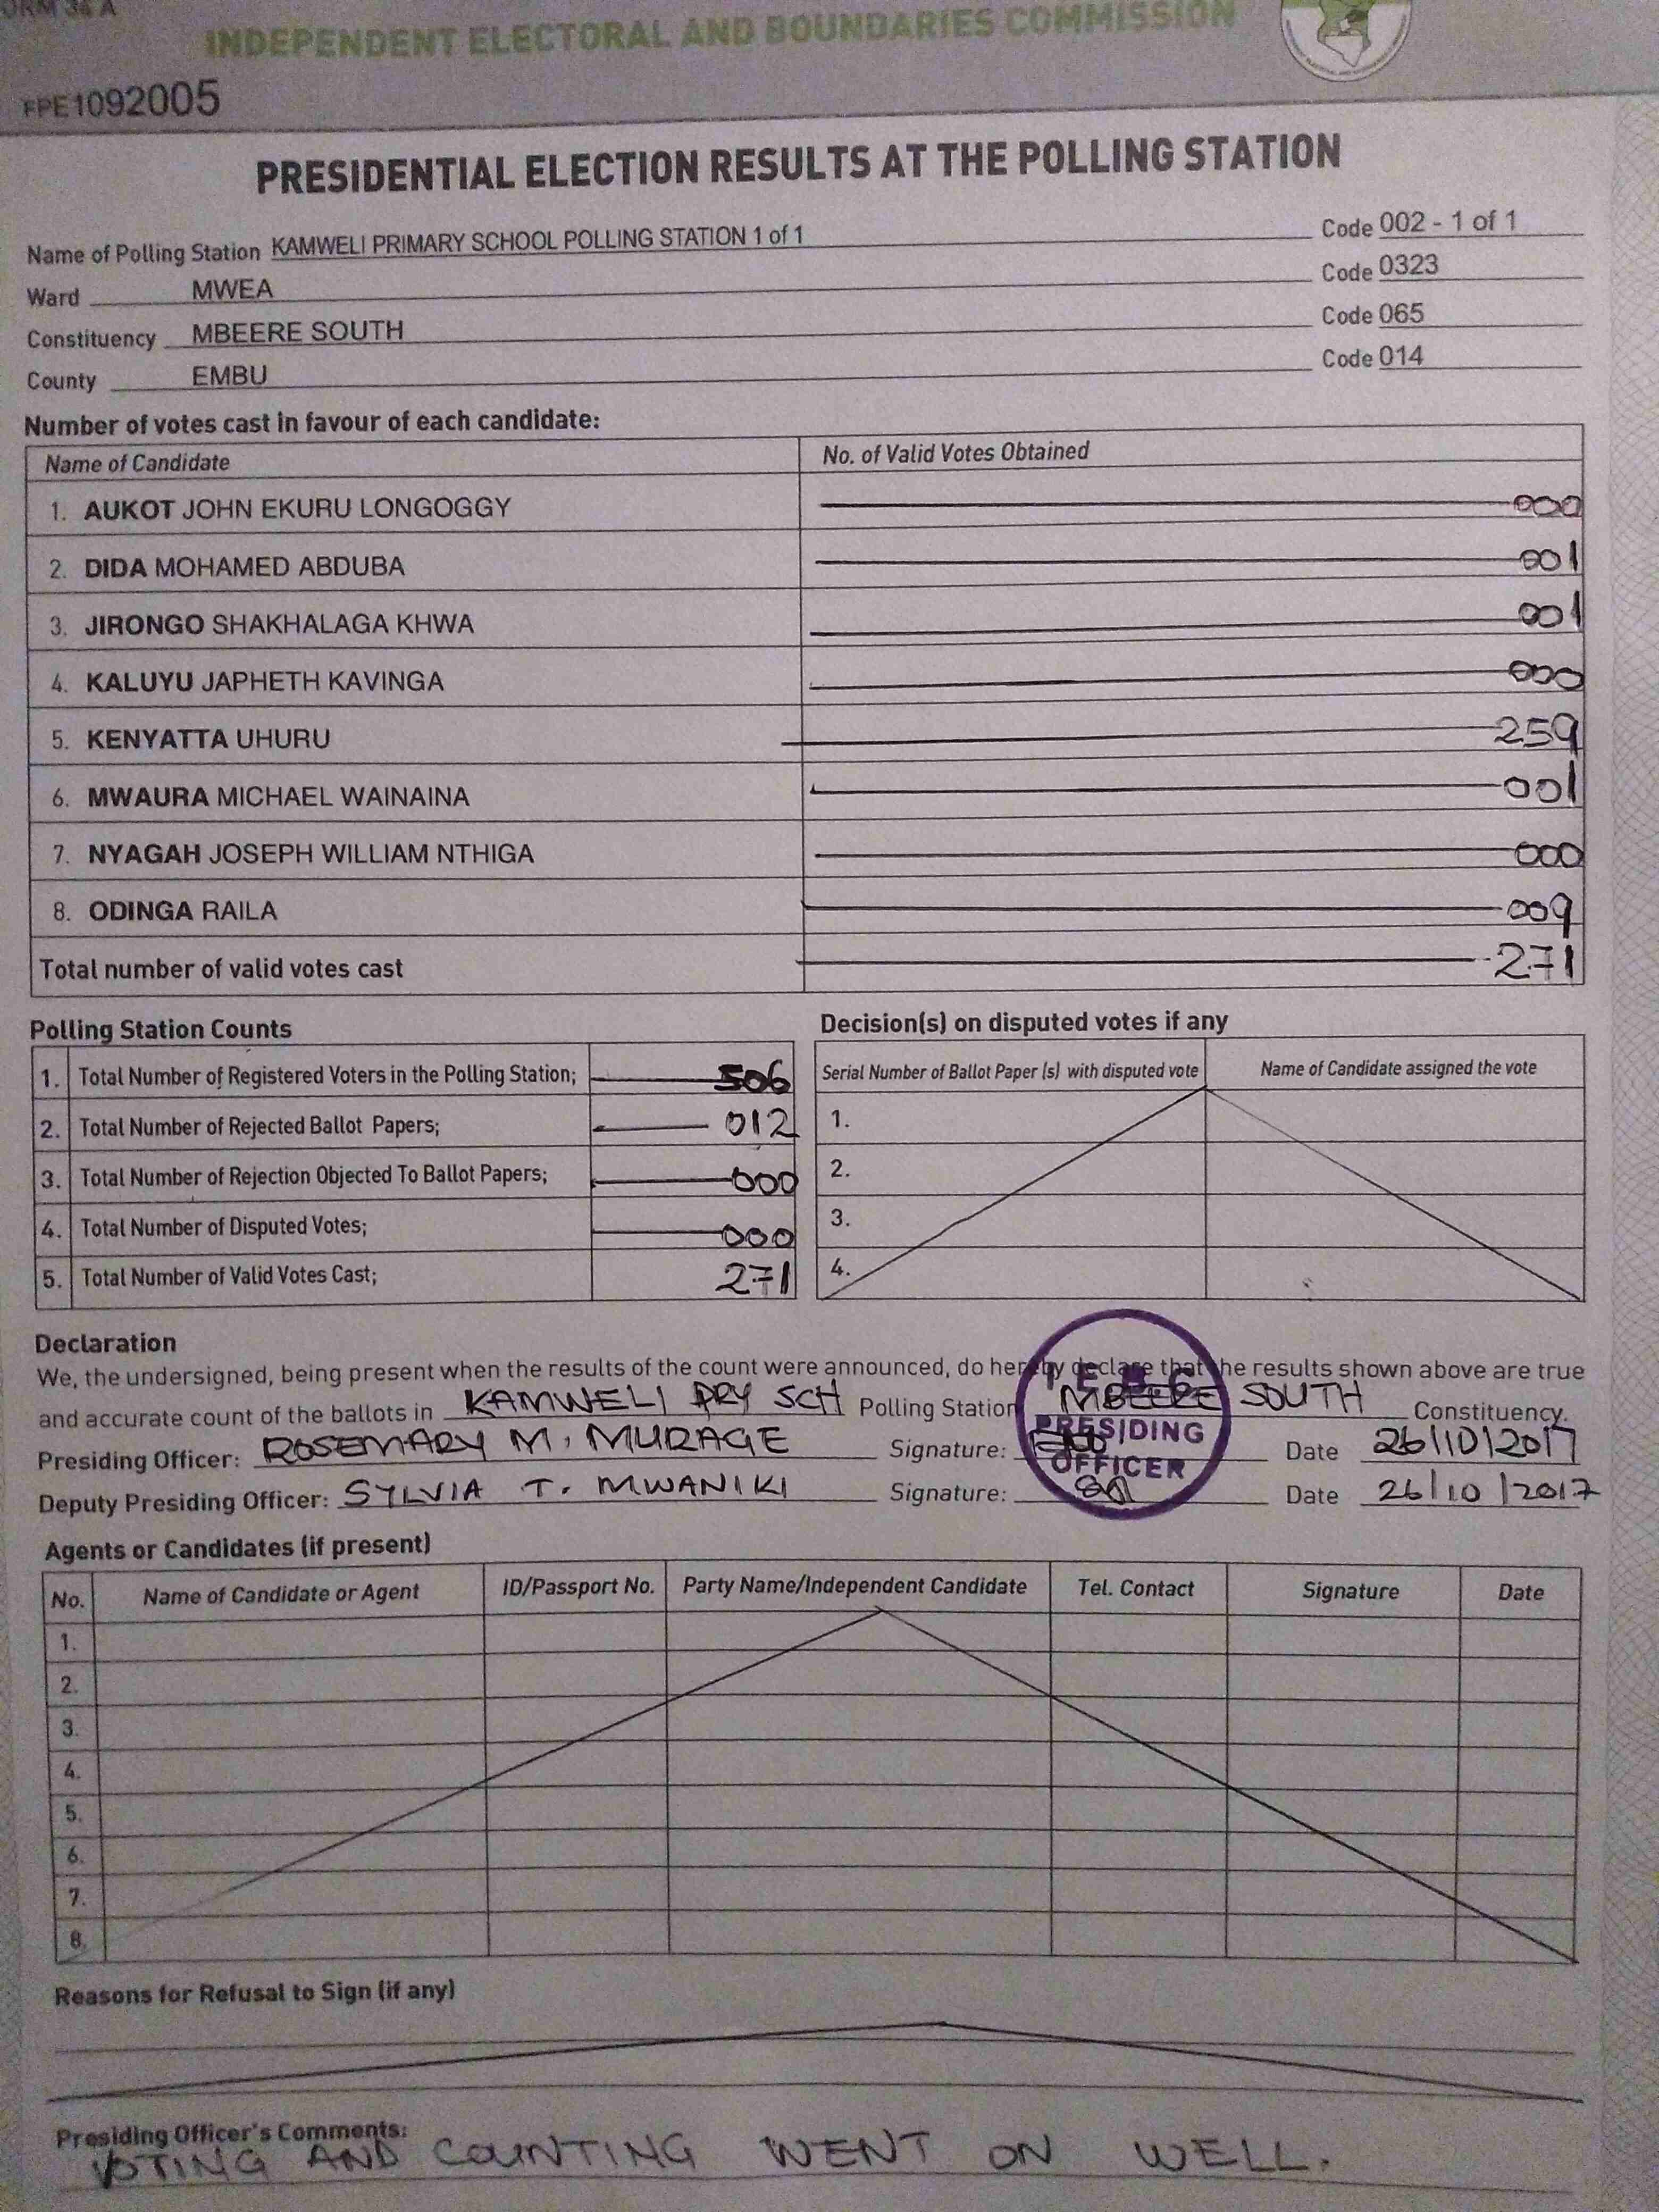 FORM 34 A
INDEPENDENT ELECTORAL AND BOUNDARIES COMMISSION
FPE1092005
PRESIDENTIAL ELECTION RESULTS AT THE POLLING STATION
Name of Polling Station KAMWELI PRIMARY SCHOOL POLLING STATION 1 of 1 Code 002 - 1 of 1
Ward MWEA Code 0323
Constituency MBEERE SOUTH Code 065
County EMBU Code 014
Number of votes cast in favour of each candidate:
Name of Candidate No. of Valid Votes Obtained
1. AUKOT JOHN EKURU LONGOGGY 000
2. DIDA MOHAMED ABDUBA 001
3. JIRONGO SHAKHALAGA KHWA 001
4. KALUYU JAPHETH KAVINGA 000
5. KENYATTA UHURU 259
6. MWAURA MICHAEL WAINAINA 001
7. NYAGAH JOSEPH WILLIAM NTHIGA 000
8. ODINGA RAILA 009
Total number of valid votes cast 271
Polling Station Counts
1. Total Number of Registered Voters in the Polling Station; 506
2. Total Number of Rejected Ballot Papers; 012
3. Total Number of Rejection Objected To Ballot Papers; 000
4. Total Number of Disputed Votes; 000
5. Total Number of Valid Votes Cast; 271
Decision(s) on disputed votes if any
Serial Number of Ballot Paper (s) with disputed vote Name of Candidate assigned the vote
1.
2.
3.
4.
Declaration
We, the undersigned, being present when the results of the count were announced, do hereby declare that the results shown above are true
and accurate count of the ballots in KAMWELI PRY SCH Polling Station MBEERE SOUTH Constituency.
Presiding Officer: ROSEMARY M. MURAGE Signature: Date 26/10/2017
Deputy Presiding Officer: SYLVIA T. MWANIKI Signature: Date 26/10/2017
PRESIDING
OFFICER
Agents or Candidates (if present)
No. Name of Candidate or Agent ID/Passport No. Party Name/Independent Candidate Tel. Contact Signature Date
1.
2.
3.
4.
5.
6.
7.
8.
Reasons for Refusal to Sign (if any)
Presiding Officer's Comments:
VOTING AND COUNTING WENT ON WELL.